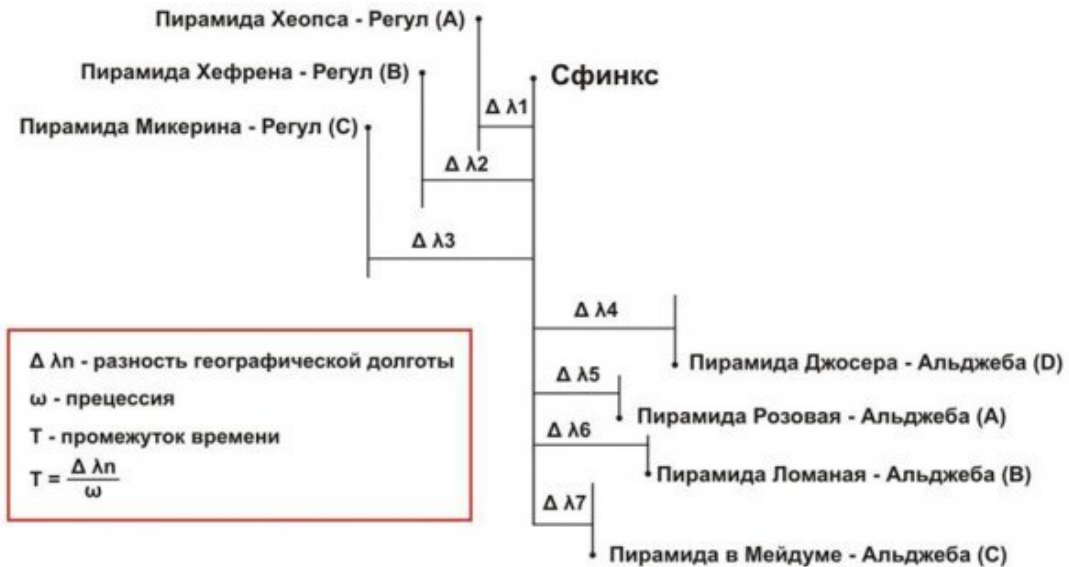 Пирамида Хеопса - Регул (А)
Пирамида Хефрена - Регул (В)
Сфинкс
Δ λ1
Пирамида Микерина - Регул (С)
Δ λ2
Δ λ3
Δ λ4
Δ λn - разность географической долготы
Пирамида Джосера - Альджеба (D)
Δ λ5
ω - прецессия
Пирамида Розовая - Альджеба (А)
Δ λ6
T - промежуток времени
Пирамида Ломаная - Альджеба (В)
T = Δ λn / ω
Δ λ7
Пирамида в Мейдуме - Альджеба (С)